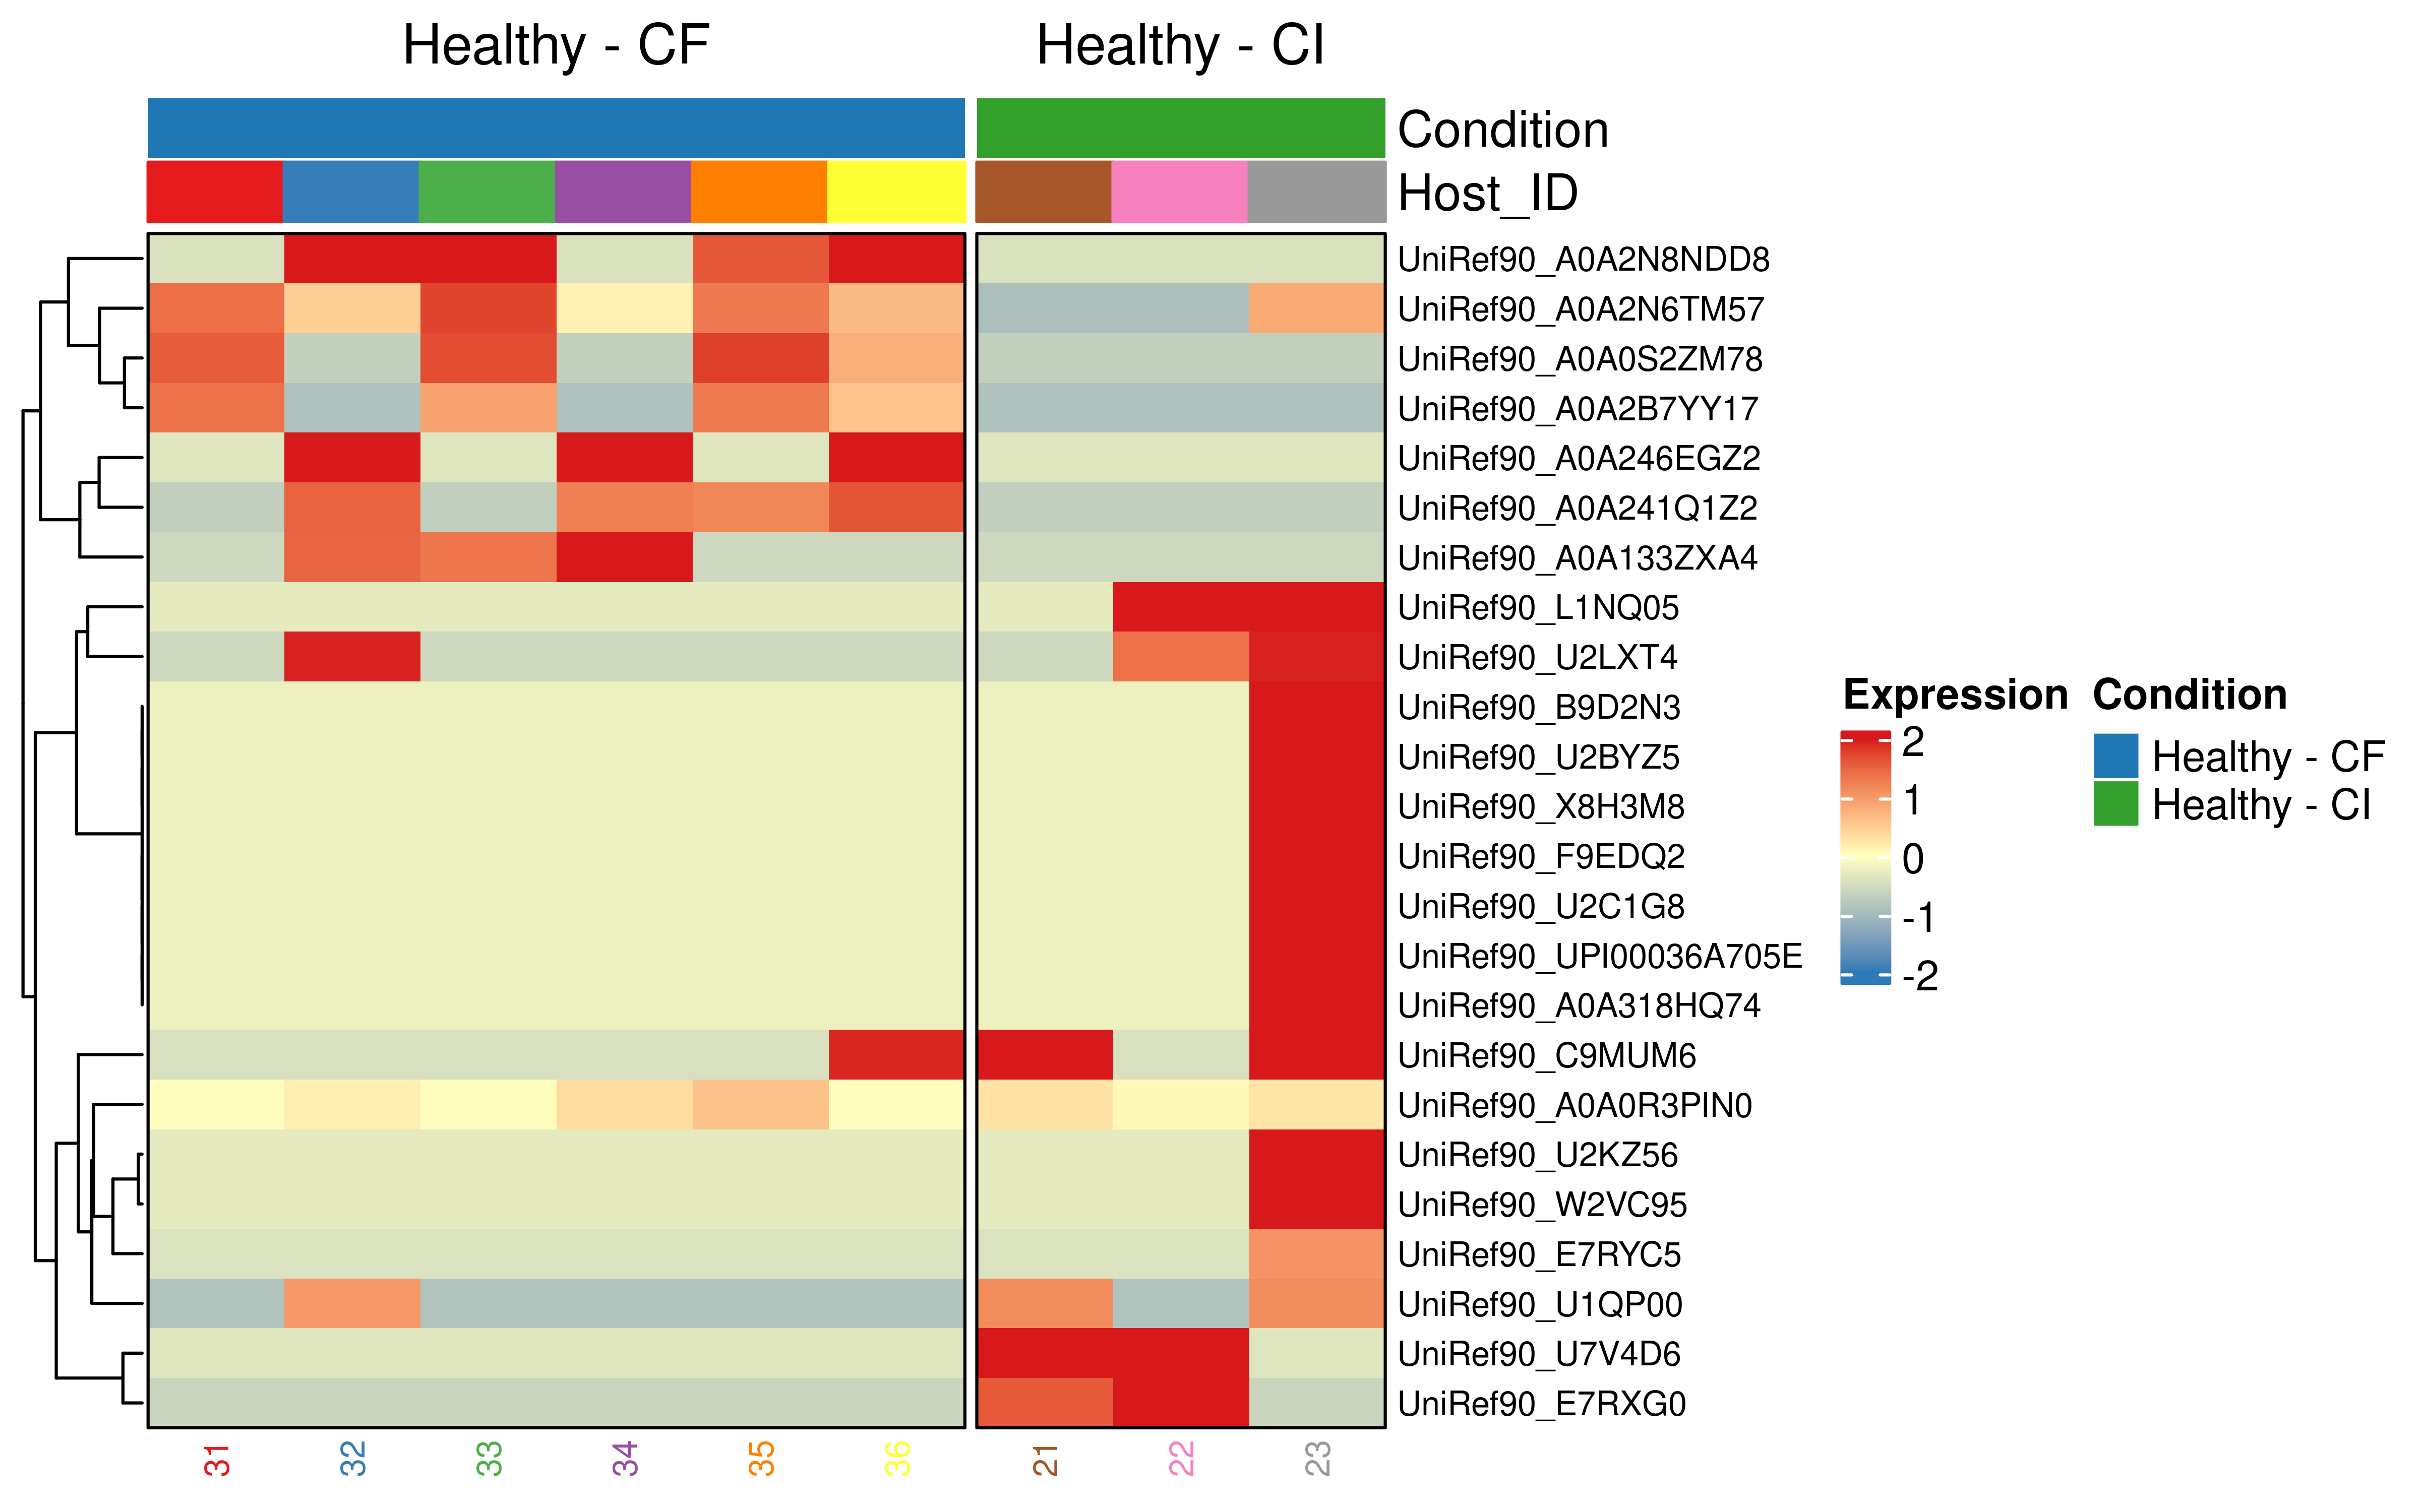 Healthy - CF Healthy - CI
Condition
Host_ID
UniRef90_A0A2N8NDD8
UniRef90_A0A2N6TM57
UniRef90_A0A0S2ZM78
UniRef90_A0A2B7YY17
UniRef90_A0A246EGZ2
UniRef90_A0A241Q1Z2
UniRef90_A0A133ZXA4
UniRef90_L1NQ05
UniRef90_U2LXT4
UniRef90_B9D2N3
UniRef90_U2BYZ5
UniRef90_X8H3M8
UniRef90_F9EDQ2
UniRef90_U2C1G8
UniRef90_UPI00036A705E
UniRef90_A0A318HQ74
UniRef90_C9MUM6
UniRef90_A0A0R3PIN0
UniRef90_U2KZ56
UniRef90_W2VC95
UniRef90_E7RYC5
UniRef90_U1QP00
UniRef90_U7V4D6
UniRef90_E7RXG0
31 32 33 34 35 36 21 22 23
Expression
2
1
0
-1
-2
Condition
Healthy - CF
Healthy - CI